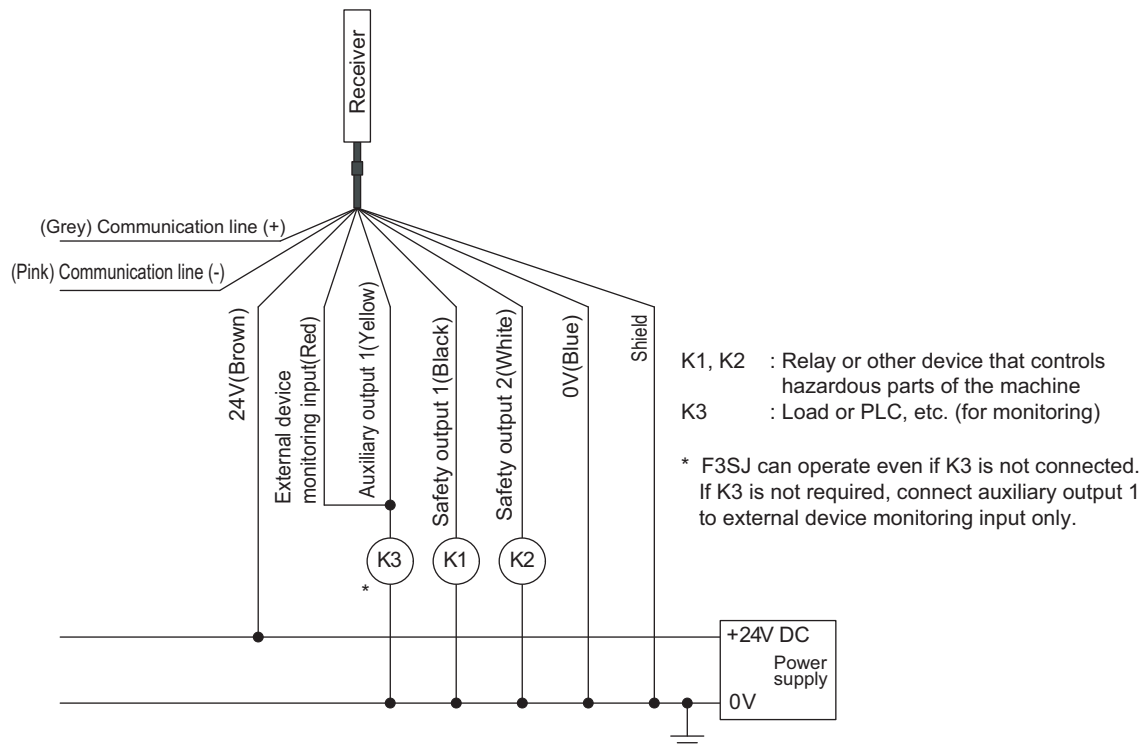 Receiver
(Grey) Communication line (+)
(Pink) Communication line (-)
24V(Brown)
External device
monitoring input(Red)
Auxiliary output 1(Yellow)
Safety output 1(Black)
Safety output 2(White)
0V(Blue)
Shield
K1, K2 : Relay or other device that controls
hazardous parts of the machine
K3 : Load or PLC, etc. (for monitoring)
* F3SJ can operate even if K3 is not connected.
If K3 is not required, connect auxiliary output 1
to external device monitoring input only.
K3
K1
K2
*
+24V DC
Power
supply
0V